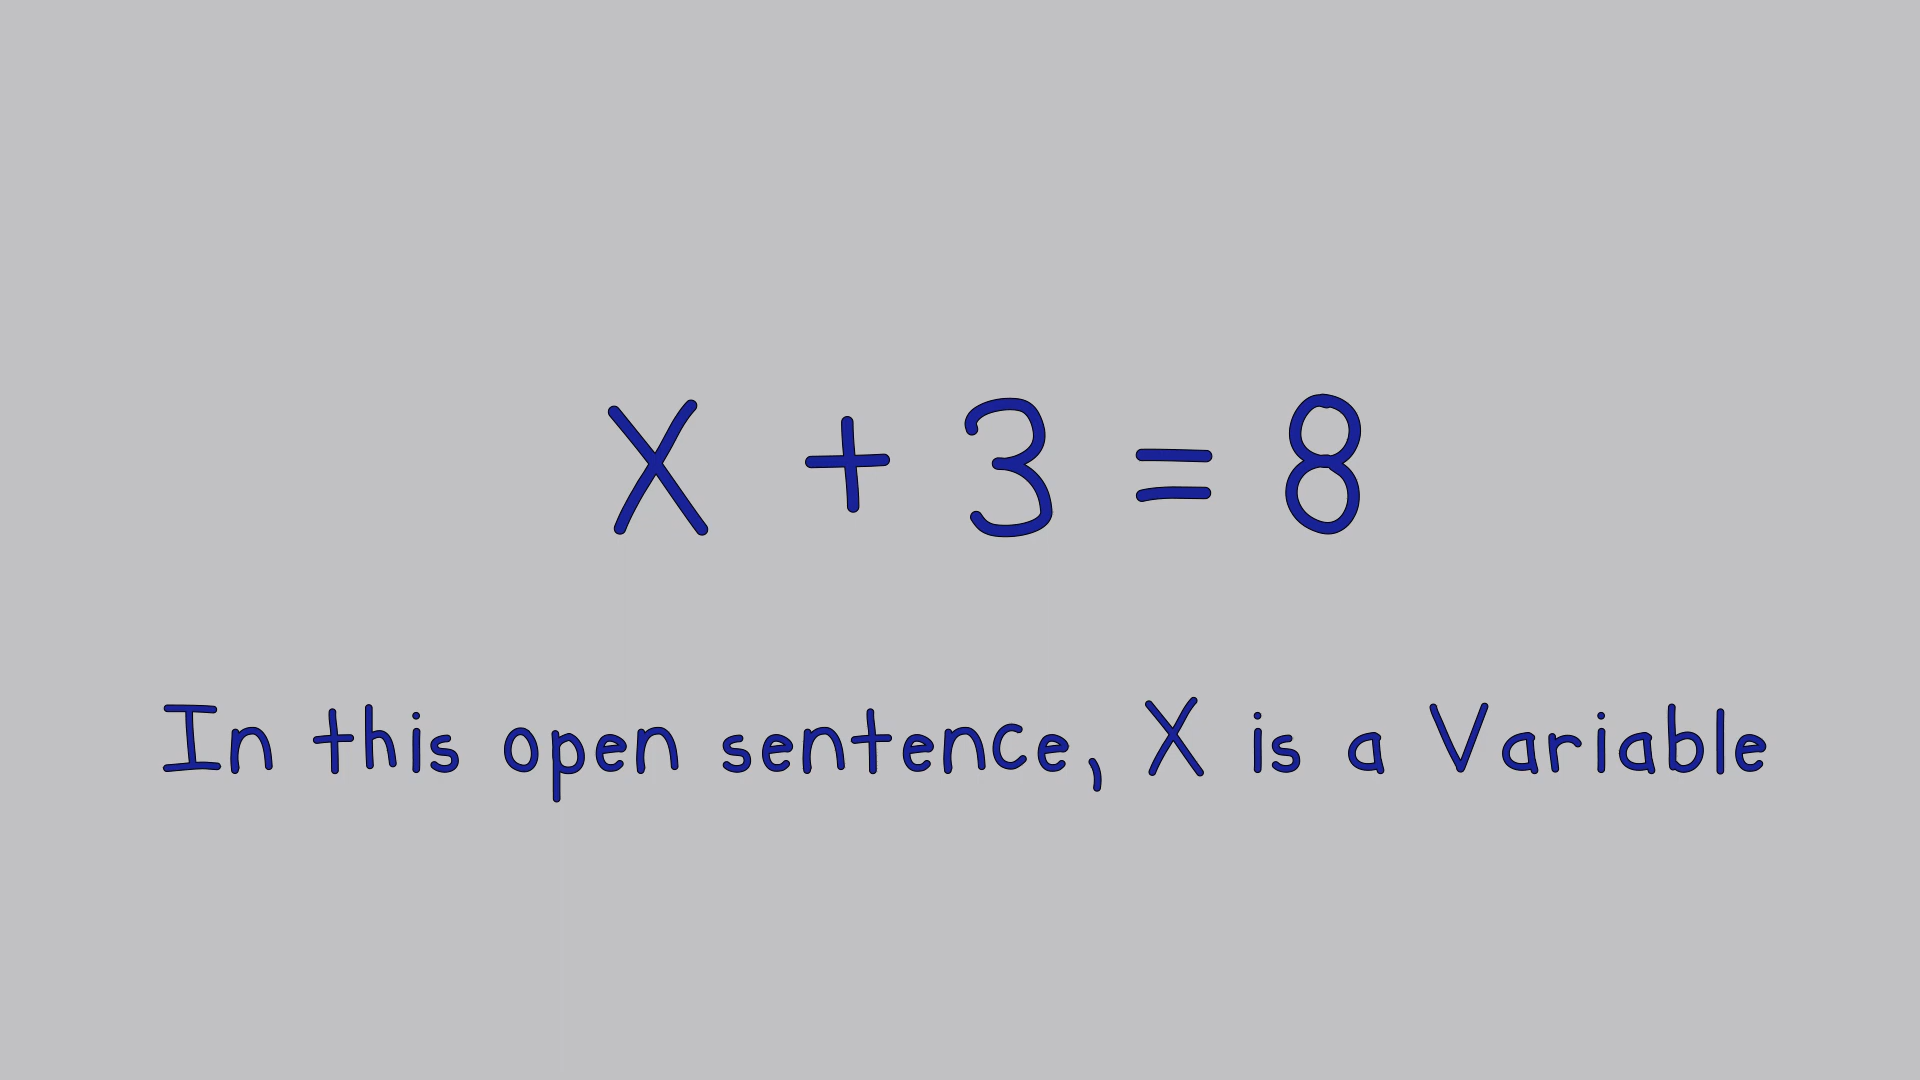 X + 3 = 8
In this open sentence, X is a Variable